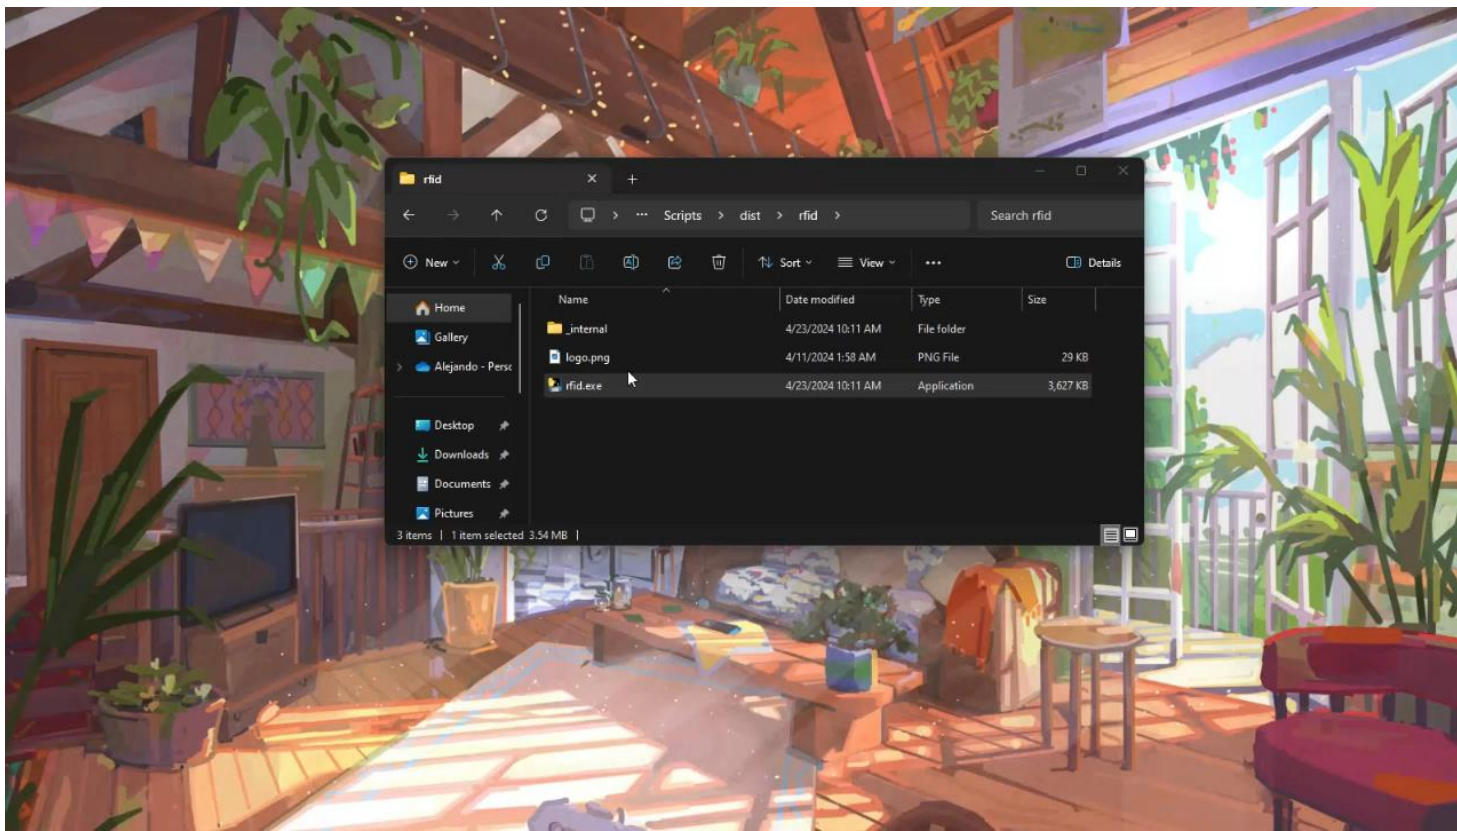 rfid
Scripts > dist > rfid >
Search rfid
New
Sort
View
Details
Name
Date modified
Type
Size
Home
Gallery
Alejando - Persc
Desktop
Downloads
Documents
Pictures
_internal 4/23/2024 10:11 AM File folder
logo.png 4/11/2024 1:58 AM PNG File 29 KB
rfid.exe 4/23/2024 10:11 AM Application 3,627 KB
3 items | 1 item selected 3.54 MB |